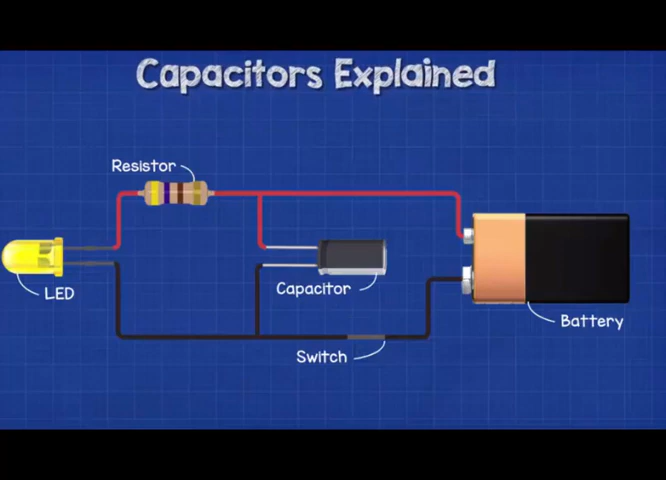 Capacitors Explained
Resistor
LED
Capacitor
Battery
Switch